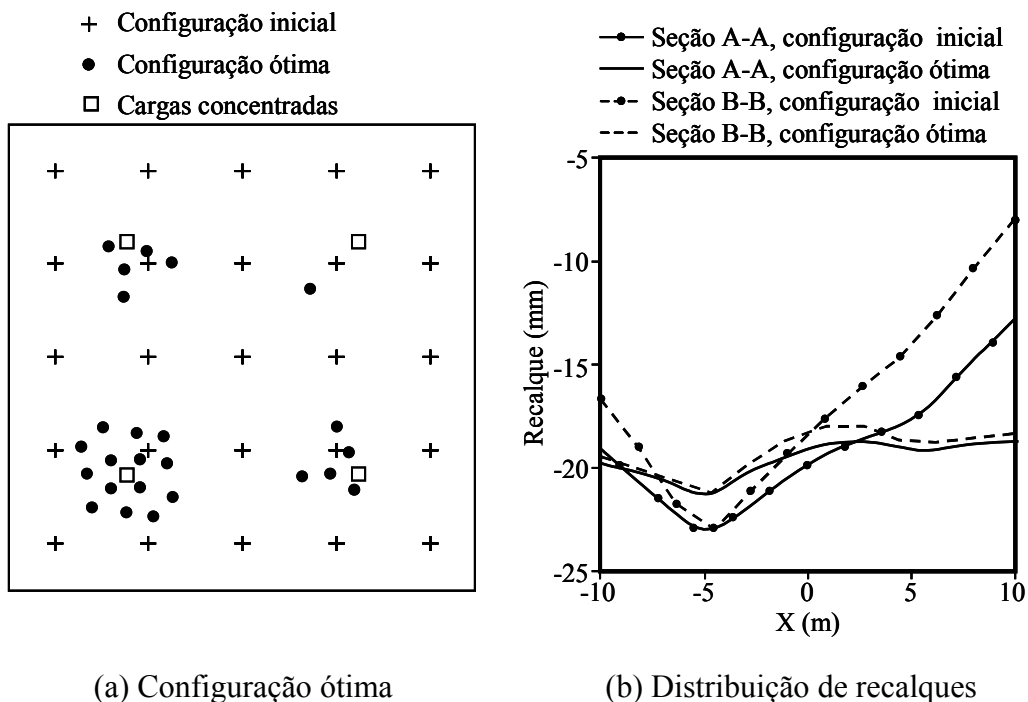 Configuração inicial
Configuração ótima
Cargas concentradas
Seção A-A, configuração inicial
Seção A-A, configuração ótima
Seção B-B, configuração inicial
Seção B-B, configuração ótima
Recalque (mm)
-5
-10
-15
-20
-25
-10
-5
0
5
10
X (m)
(a) Configuração ótima
(b) Distribuição de recalques